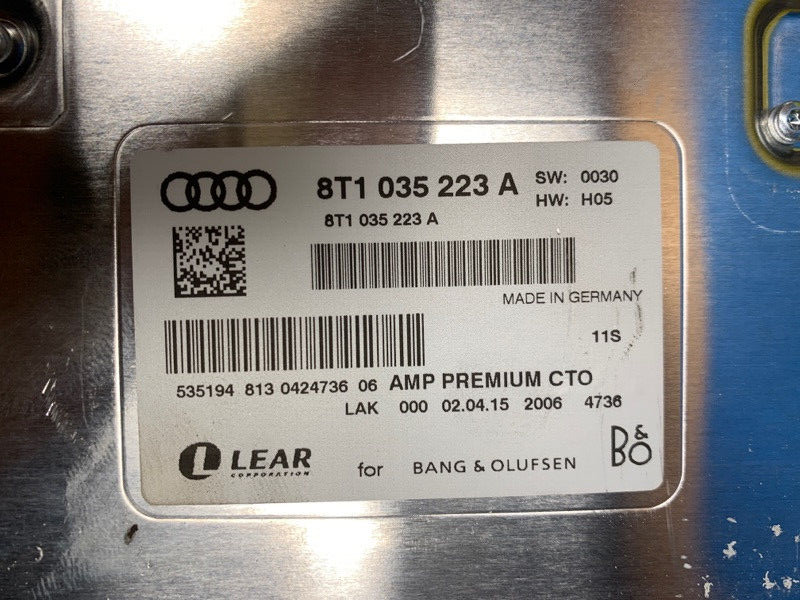 8T1 035 223 A SW: 0030
HW: H05
8T1 035 223 A
MADE IN GERMANY
11S
535194 813 0424736 06 AMP PREMIUM CTO
LAK 000 02.04.15 2006 4736
L LEAR
CORPORATION
for BANG & OLUFSEN
B&O